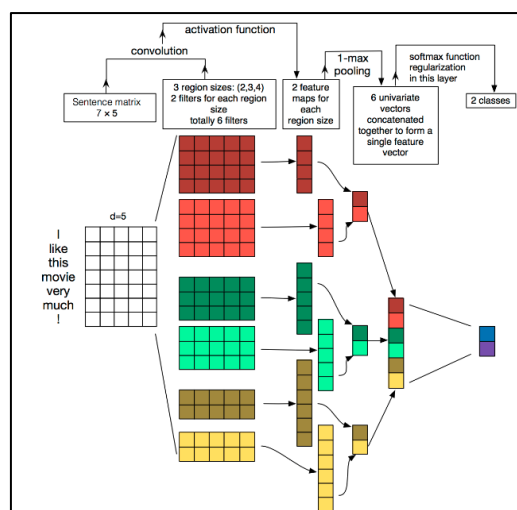 activation function
convolution
1-max
pooling
softmax function
regularization
in this layer
Sentence matrix
7 × 5
3 region sizes: (2,3,4)
2 filters for each region
size
totally 6 filters
2 feature
maps for
each
region size
6 univariate
vectors
concatenated
together to form a
single feature
vector
2 classes
d=5
I
like
this
movie
very
much
!